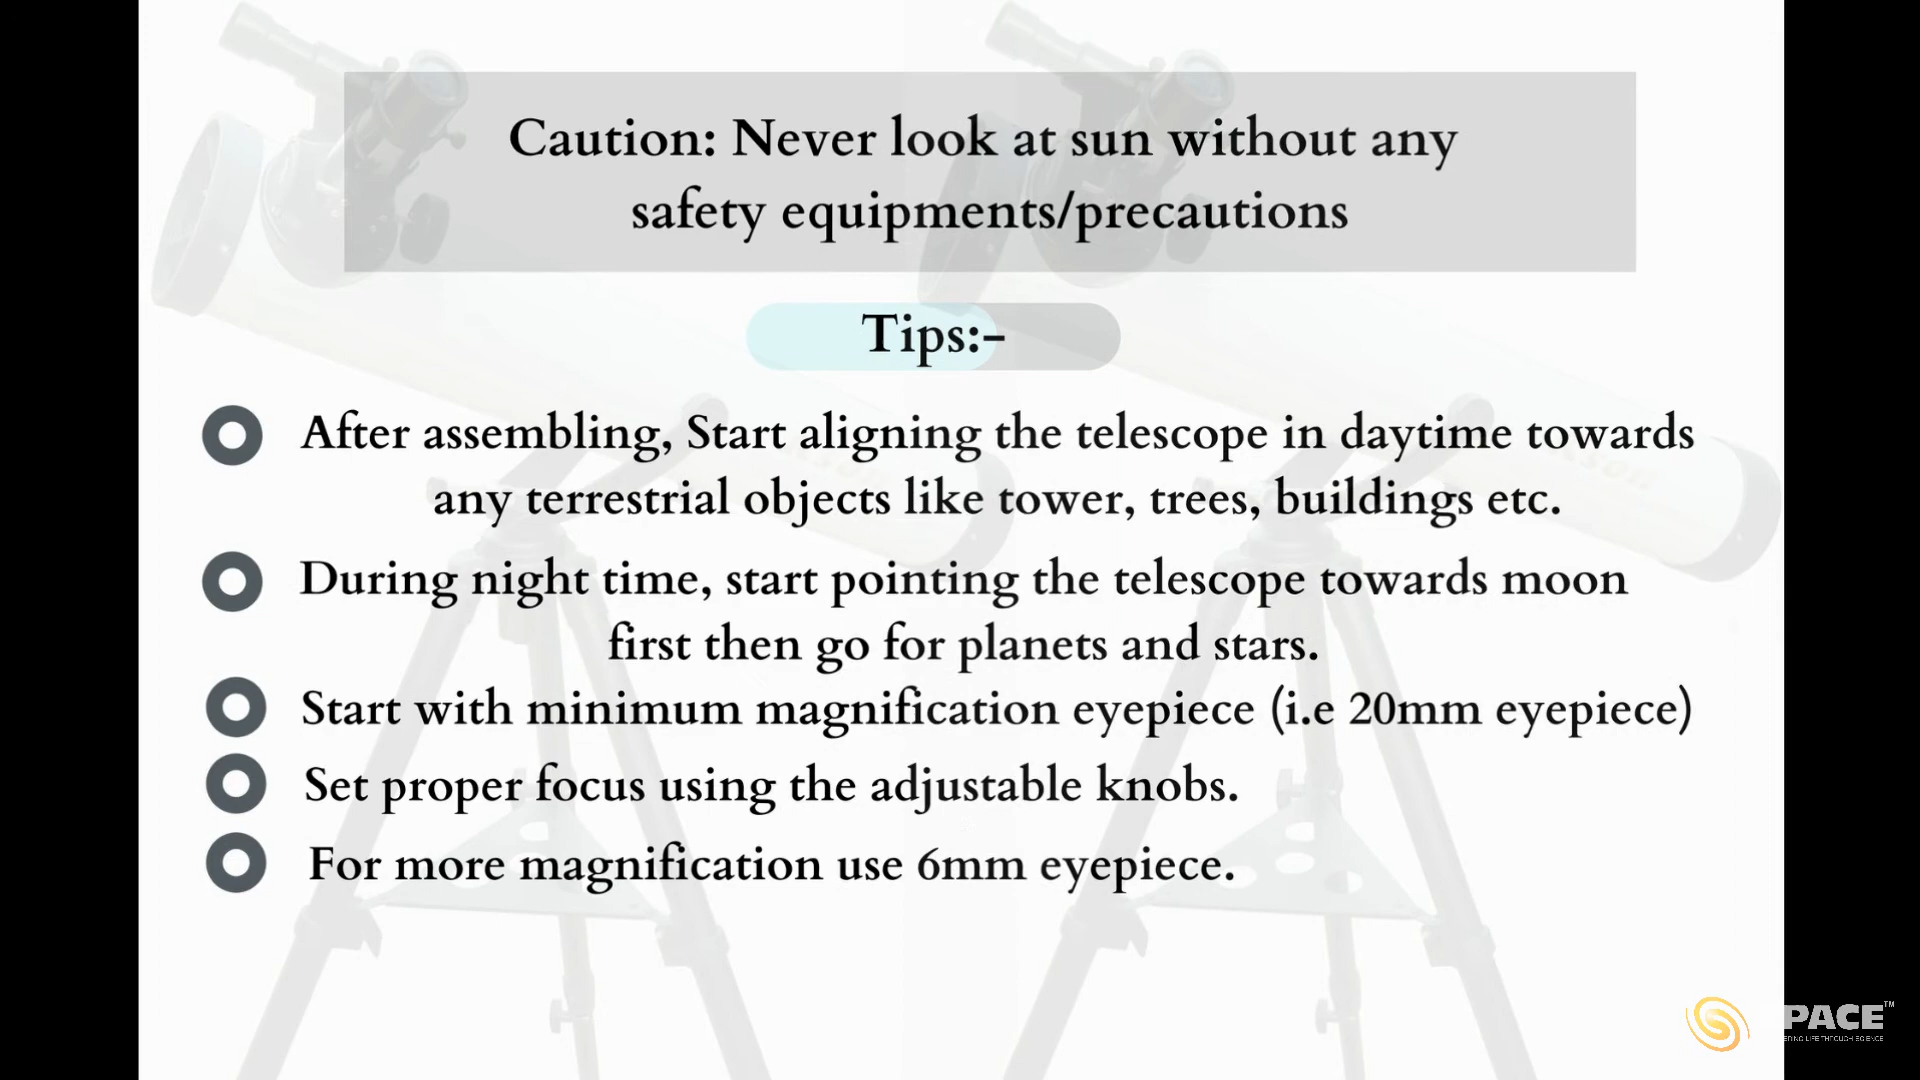 Caution: Never look at sun without any
safety equipments/precautions
Tips:-
After assembling, Start aligning the telescope in daytime towards
any terrestrial objects like tower, trees, buildings etc.
During night time, start pointing the telescope towards moon
first then go for planets and stars.
Start with minimum magnification eyepiece (i.e 20mm eyepiece)
Set proper focus using the adjustable knobs.
For more magnification use 6mm eyepiece.
SPACE™